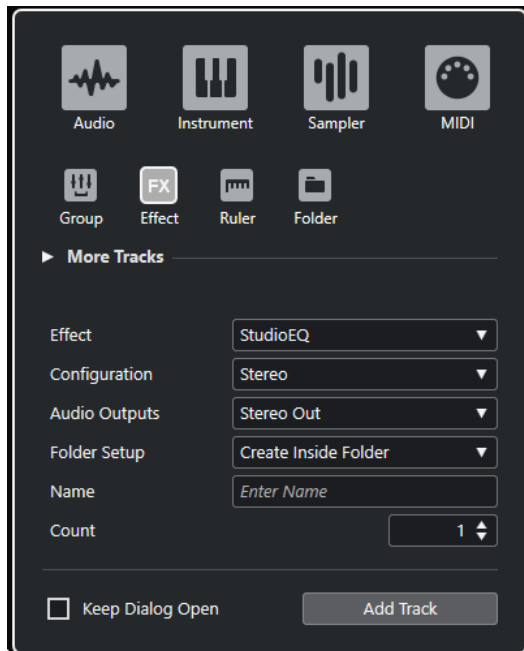 Audio Instrument Sampler MIDI
FX
Group Effect Ruler Folder
More Tracks
Effect StudioEQ
Configuration Stereo
Audio Outputs Stereo Out
Folder Setup Create Inside Folder
Name Enter Name
Count 1
Keep Dialog Open Add Track